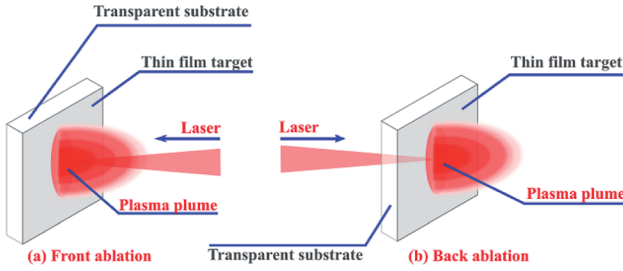 Transparent substrate
Thin film target
Laser
Plasma plume
(a) Front ablation
Thin film target
Laser
Plasma plume
Transparent substrate
(b) Back ablation